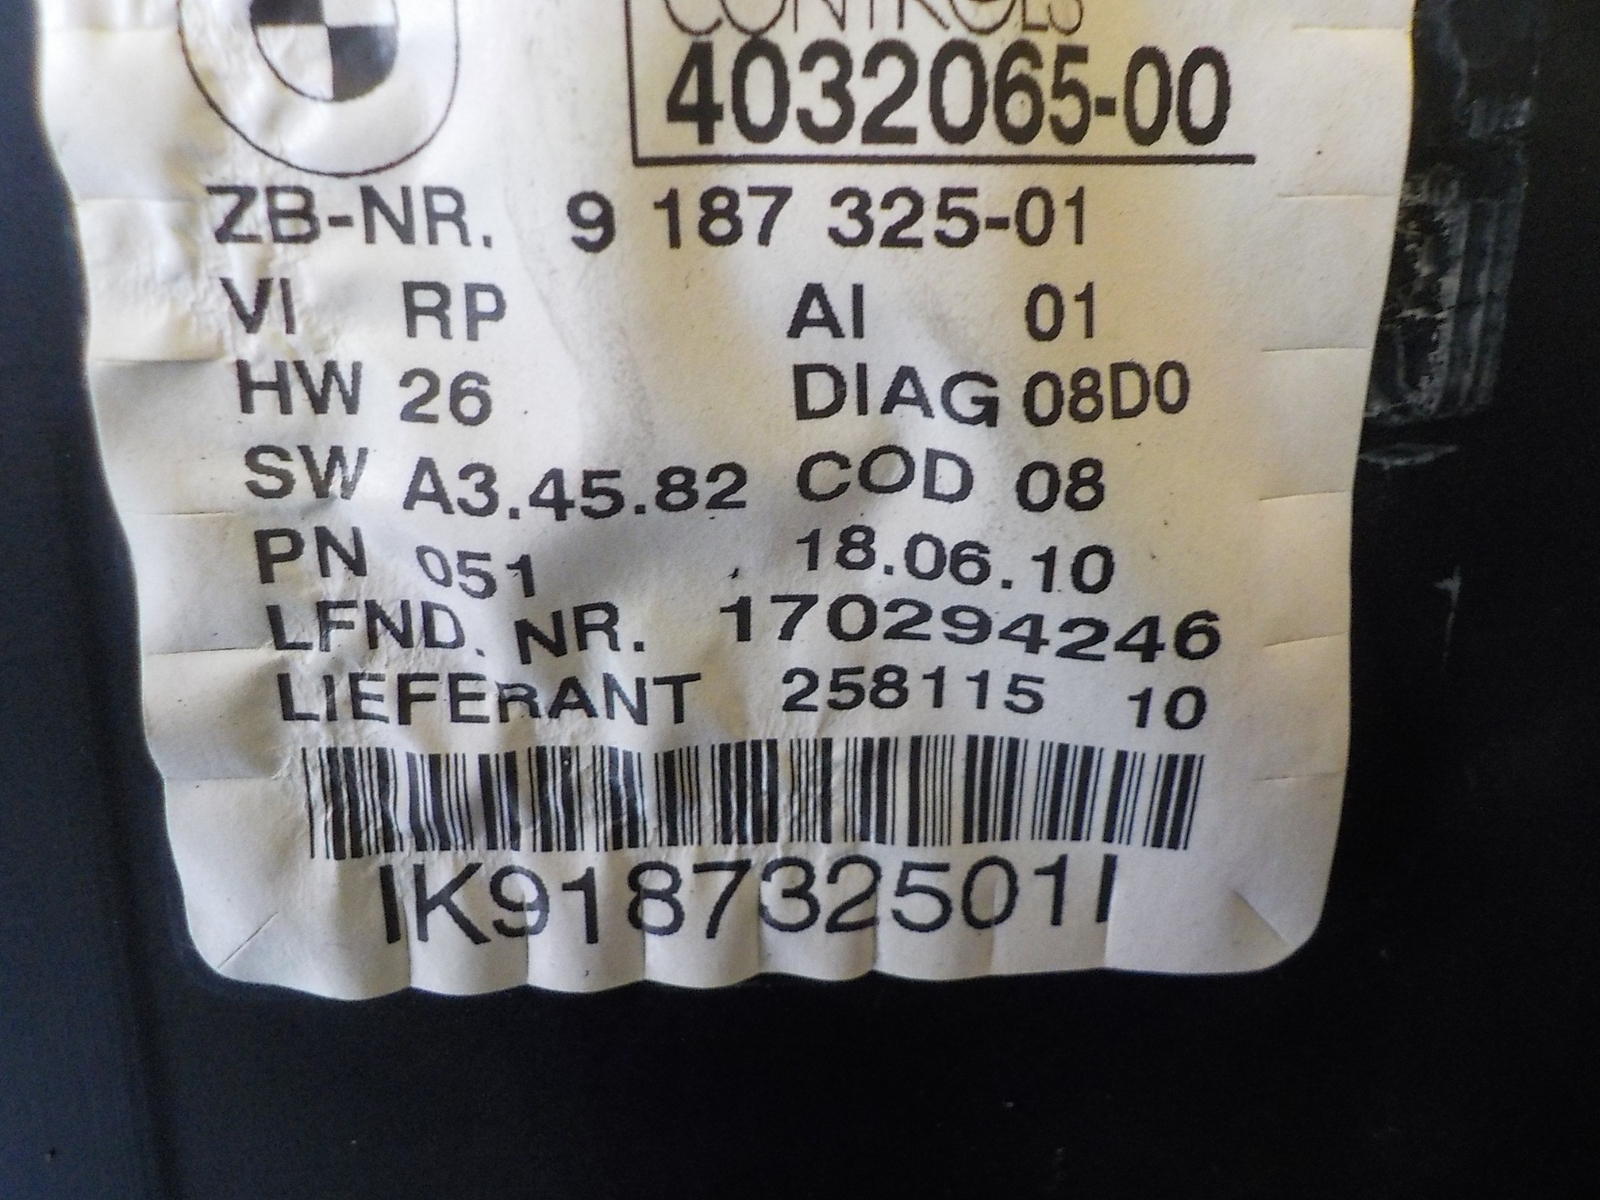 CONTROLS
4032065-00
ZB-NR. 9 187 325-01
VI RP AI 01
HW 26 DIAG 08D0
SW A3.45.82 COD 08
PN 051 18.06.10
LFND. NR. 170294246
LIEFERANT 258115 10
IK918732501I